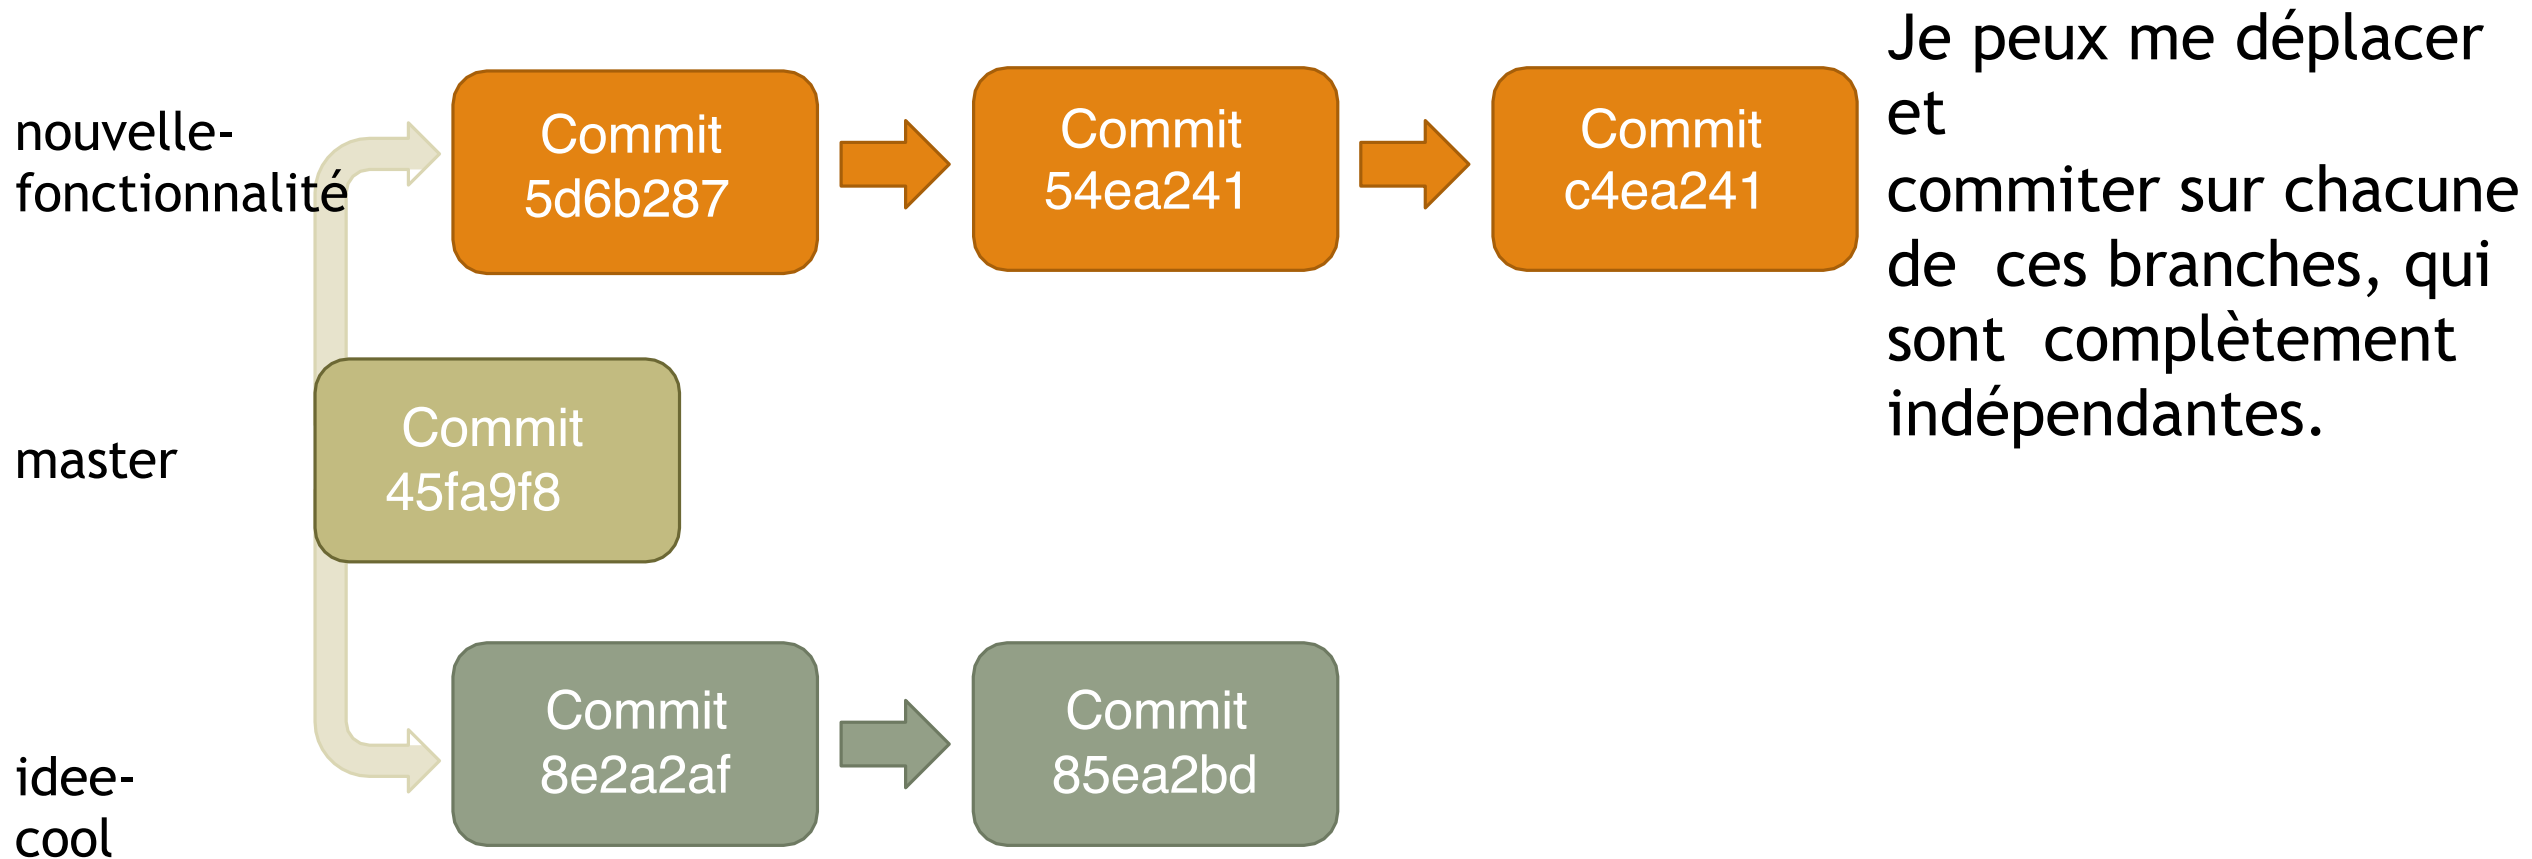 nouvelle-
fonctionnalité
Commit
5d6b287
Commit
54ea241
Commit
c4ea241
Je peux me déplacer
et
commiter sur chacune
de ces branches, qui
sont complètement
indépendantes.
master
Commit
45fa9f8
idee-
cool
Commit
8e2a2af
Commit
85ea2bd